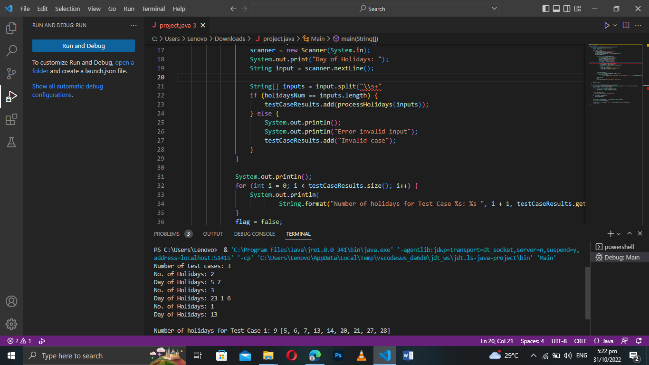 File Edit Selection View Go Run Terminal Help
Search
RUN AND DEBUG: RUN
Run and Debug
To customize Run and Debug, open a
folder and create a launch.json file.
Show all automatic debug
configurations.
project.java 3
C: > Users > Lenovo > Downloads > project.java > Main > main(String[])
17 scanner = new Scanner(System.in);
18 System.out.print("Day of Holidays: ");
19 String input = scanner.nextLine();
20
21 String[] inputs = input.split("\\s+"
22 if (holidaysNum == inputs.length) {
23 testCaseResults.add(processHolidays(inputs));
24 } else {
25 System.out.println();
26 System.out.println("Error invalid input");
27 testCaseResults.add("Invalid case");
28 }
29 }
30
31 System.out.println();
32 for (int i = 0; i < testCaseResults.size(); i++) {
33 System.out.println(
34 String.format("Number of holidays for Test Case %s: %s ", i + 1, testCaseResults.get
35 }
36 flag = false;
PROBLEMS 3 OUTPUT DEBUG CONSOLE TERMINAL
PS C:\Users\Lenovo> & 'C:\Program Files\Java\jre1.8.0_341\bin\java.exe' '-agentlib:jdwp=transport=dt_socket,server=n,suspend=y,
address=localhost:51415' '-cp' 'C:\Users\Lenovo\AppData\Local\Temp\vscodesws_da0d0\jdt_ws\jdt.ls-java-project\bin' 'Main'
Number of test cases: 3
No. of Holidays: 2
Day of Holidays: 5 7
No. of Holidays: 3
Day of Holidays: 23 1 6
No. of Holidays: 1
Day of Holidays: 13
Number of holidays for Test Case 1: 9 [5, 6, 7, 13, 14, 20, 21, 27, 28]
powershell
Debug: Main
7 1
Ln 20, Col 21 Spaces: 4 UTF-8 CRLF {} Java
Type here to search
25°C
ENG
5:22 pm
31/10/2022